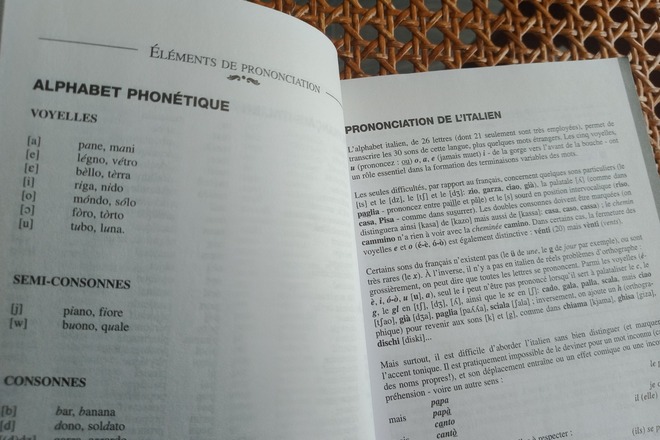 ÉLÉMENTS DE PRONONCIATION
ALPHABET PHONÉTIQUE
VOYELLES
[a] pane, mani
[e] légno, vétro
[ɛ] bèllo, tèrra
[i] riga, nido
[o] móndo, sólo
[ɔ] fòro, tòrto
[u] tubo, luna.
SEMI-CONSONNES
[j] piano, fiore
[w] buono, quale
CONSONNES
[b] bar, banana
[d] dono, soldato
PRONONCIATION DE L'ITALIEN
L'alphabet italien, de 26 lettres (dont 21 seulement sont très employées), permet de
transcrire les 30 sons de cette langue, plus quelques mots étrangers. Les cinq voyelles,
u (prononcer : ou) o, a, e (jamais muet) i - de la gorge vers l'avant de la bouche - ont
un rôle essentiel dans la formation des terminaisons variables des mots.
Les seules difficultés, par rapport au français, concernent quelques sons particuliers (le
[ts] et le [dz], le [tʃ] et le [dʒ]: zio, garza, ciao, già), la palatale [ʎ] (comme dans
paglia - prononcez entre paille et pâle) et le [s] sourd en position intervocalique (riso,
casa, Pisa - comme dans susurrer). Les doubles consonnes doivent être marquées (on
distinguera ainsi [kasa] de [kazo] mais aussi de [kassa]: casa, caso, cassa) ; le chemin
cammino n'a rien à voir avec la cheminée camino. Dans certains cas, la fermeture des
voyelles e et o (é-è, ó-ò) est également distinctive : vénti (20) mais vènti (vents).
Certains sons du français n'existent pas (le ü de une, le g de jour par exemple), ou sont
très rares (le x). À l'inverse, il n'y a pas en italien de réels problèmes d'orthographe :
grossièrement, on peut dire que toutes les lettres se prononcent. Parmi les voyelles (é,
è, i, ó-ò, u [u], a), seul le i peut n'être pas prononcé lorsqu'il sert à palataliser le c, le
g, le gl en [tʃ], [dʒ], [ʎ], ainsi que le sc en [ʃ]: cado, gala, palla, scala, mais ciao
[tʃao], già [dʒa], paglia [paʎʎa], scialla [ʃala] ; inversement, on ajoute un h (orthogra-
phique) pour revenir aux sons [k] et [g], comme dans chiama [kjama], ghisa [giza],
dischi [diski]...
Mais surtout, il est difficile d'aborder l'italien sans bien distinguer (et marquer
l'accent tonique. Il est pratiquement impossible de le deviner pour un mot inconnu (c
des noms propres!), et son déplacement entraîne ou un effet comique ou une inco
préhension - voire un autre sens :
papa le p
mais papà
canto je c
mais cantò il (elle)
à respecter :
(ils) se p